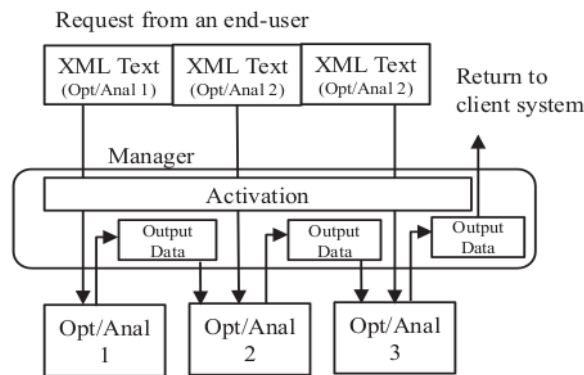 Request from an end-user
XML Text
(Opt/Anal 1)
XML Text
(Opt/Anal 2)
XML Text
(Opt/Anal 2)
Return to
client system
Manager
Activation
Output
Data
Output
Data
Output
Data
Opt/Anal
1
Opt/Anal
2
Opt/Anal
3